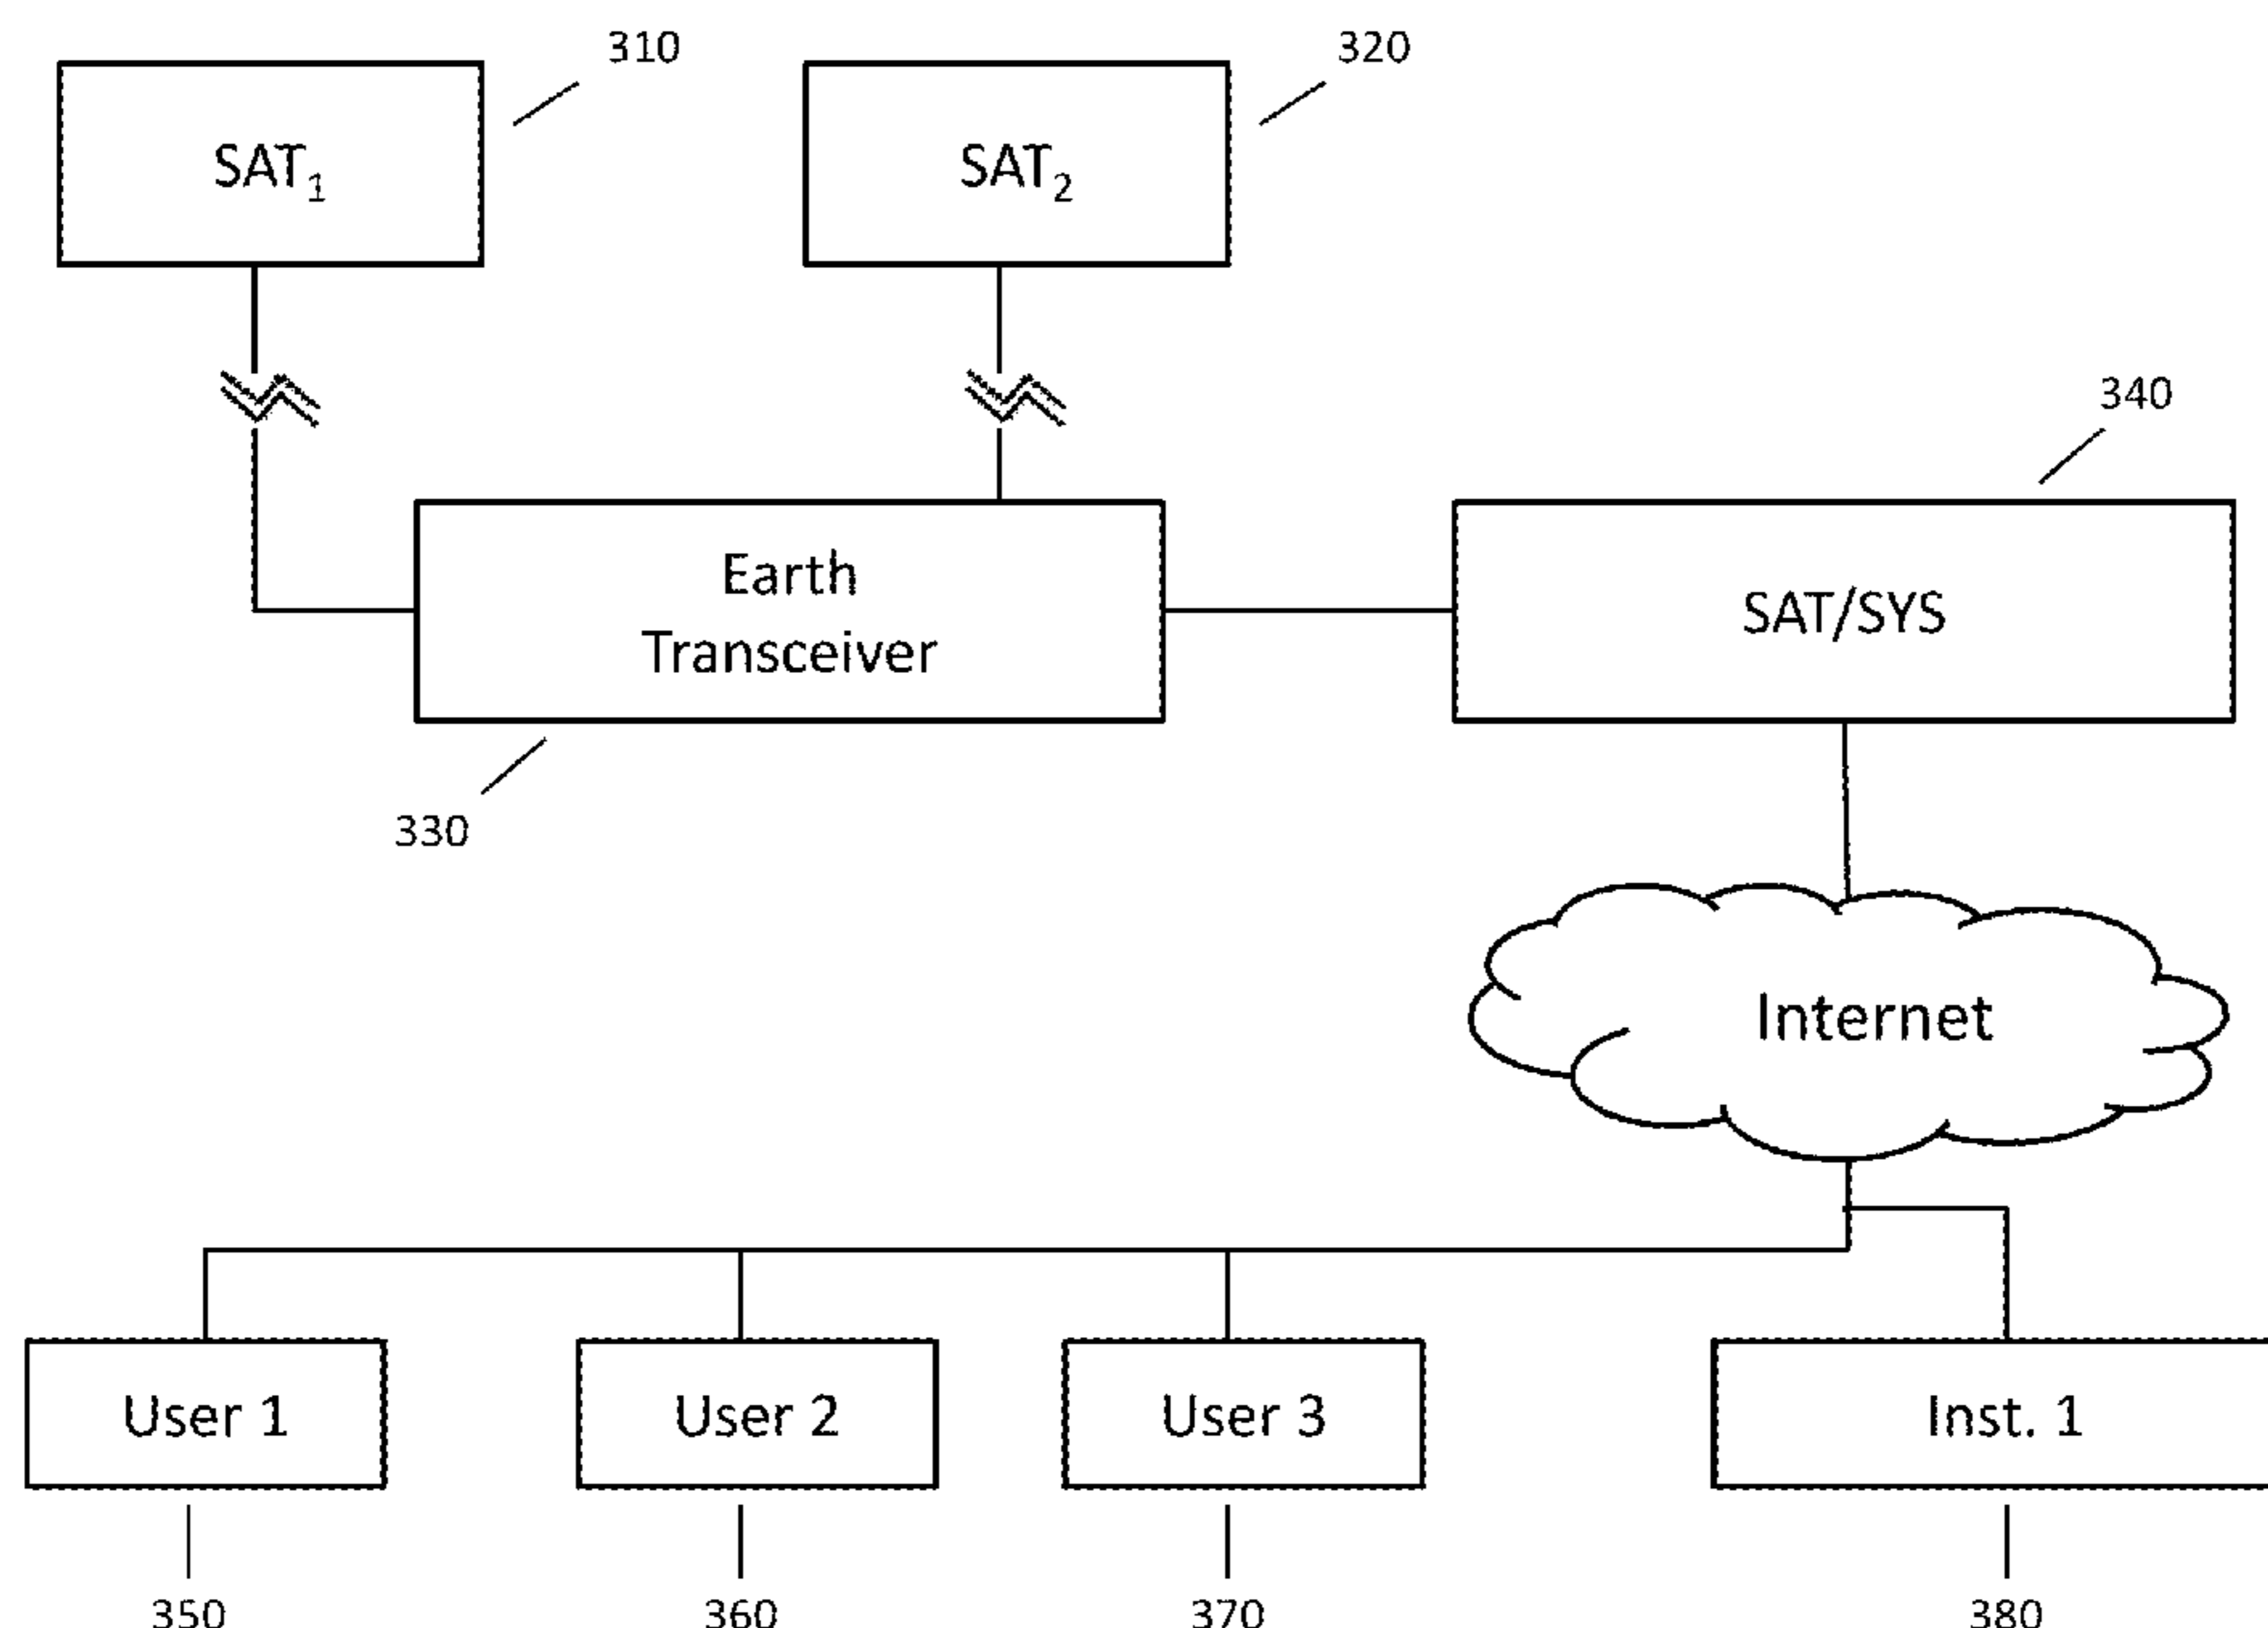 310
320
SAT₁
SAT₂
340
Earth
Transceiver
SAT/SYS
330
Internet
User 1
User 2
User 3
Inst. 1
350
360
370
380